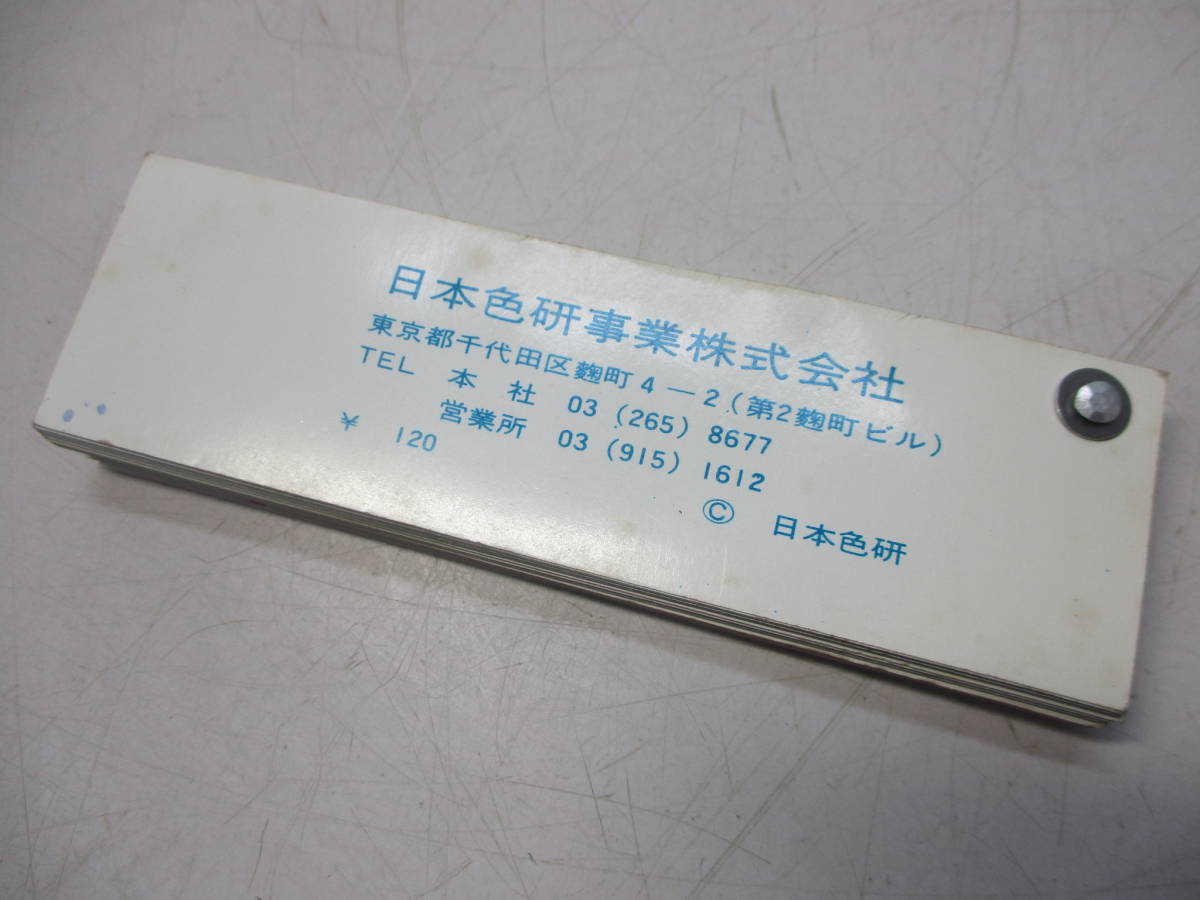 日本色研事業株式会社
東京都千代田区麹町4-2(第2麹町ビル)
TEL 本社 03 (265) 8677
営業所 03 (915) 1612
¥ 120
© 日本色研